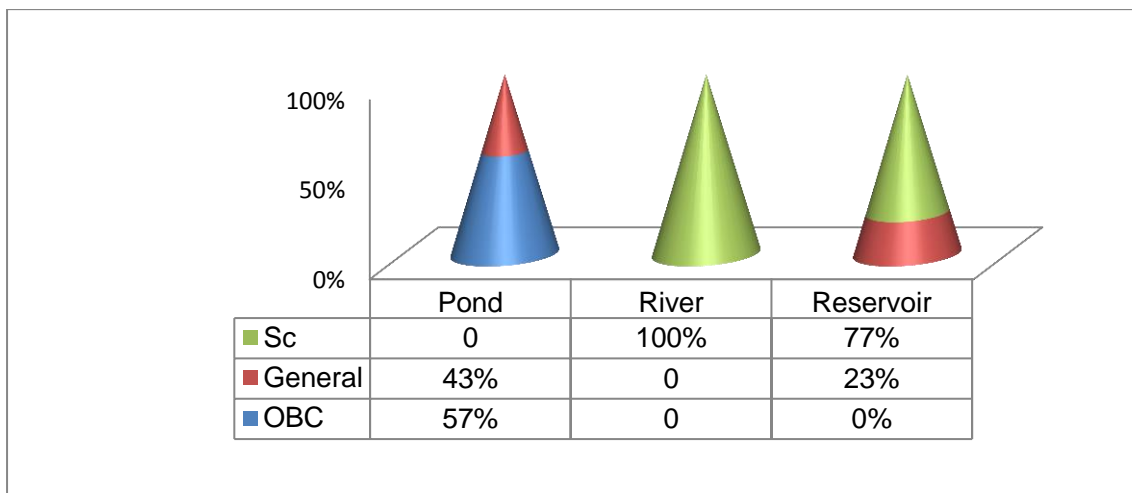 100%
50%
0%
Pond River Reservoir
Sc 0 100% 77%
General 43% 0 23%
OBC 57% 0 0%